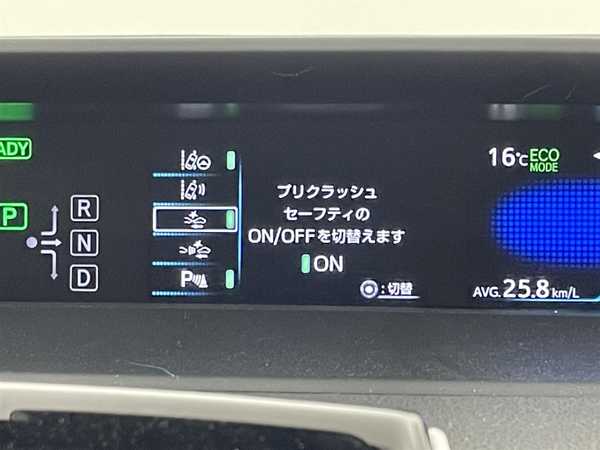 READY
P
R
N
D
P
プリクラッシュ
セーフティの
ON/OFFを切替えます
ON
:切替
16℃
ECO
MODE
AVG.25.8km/L